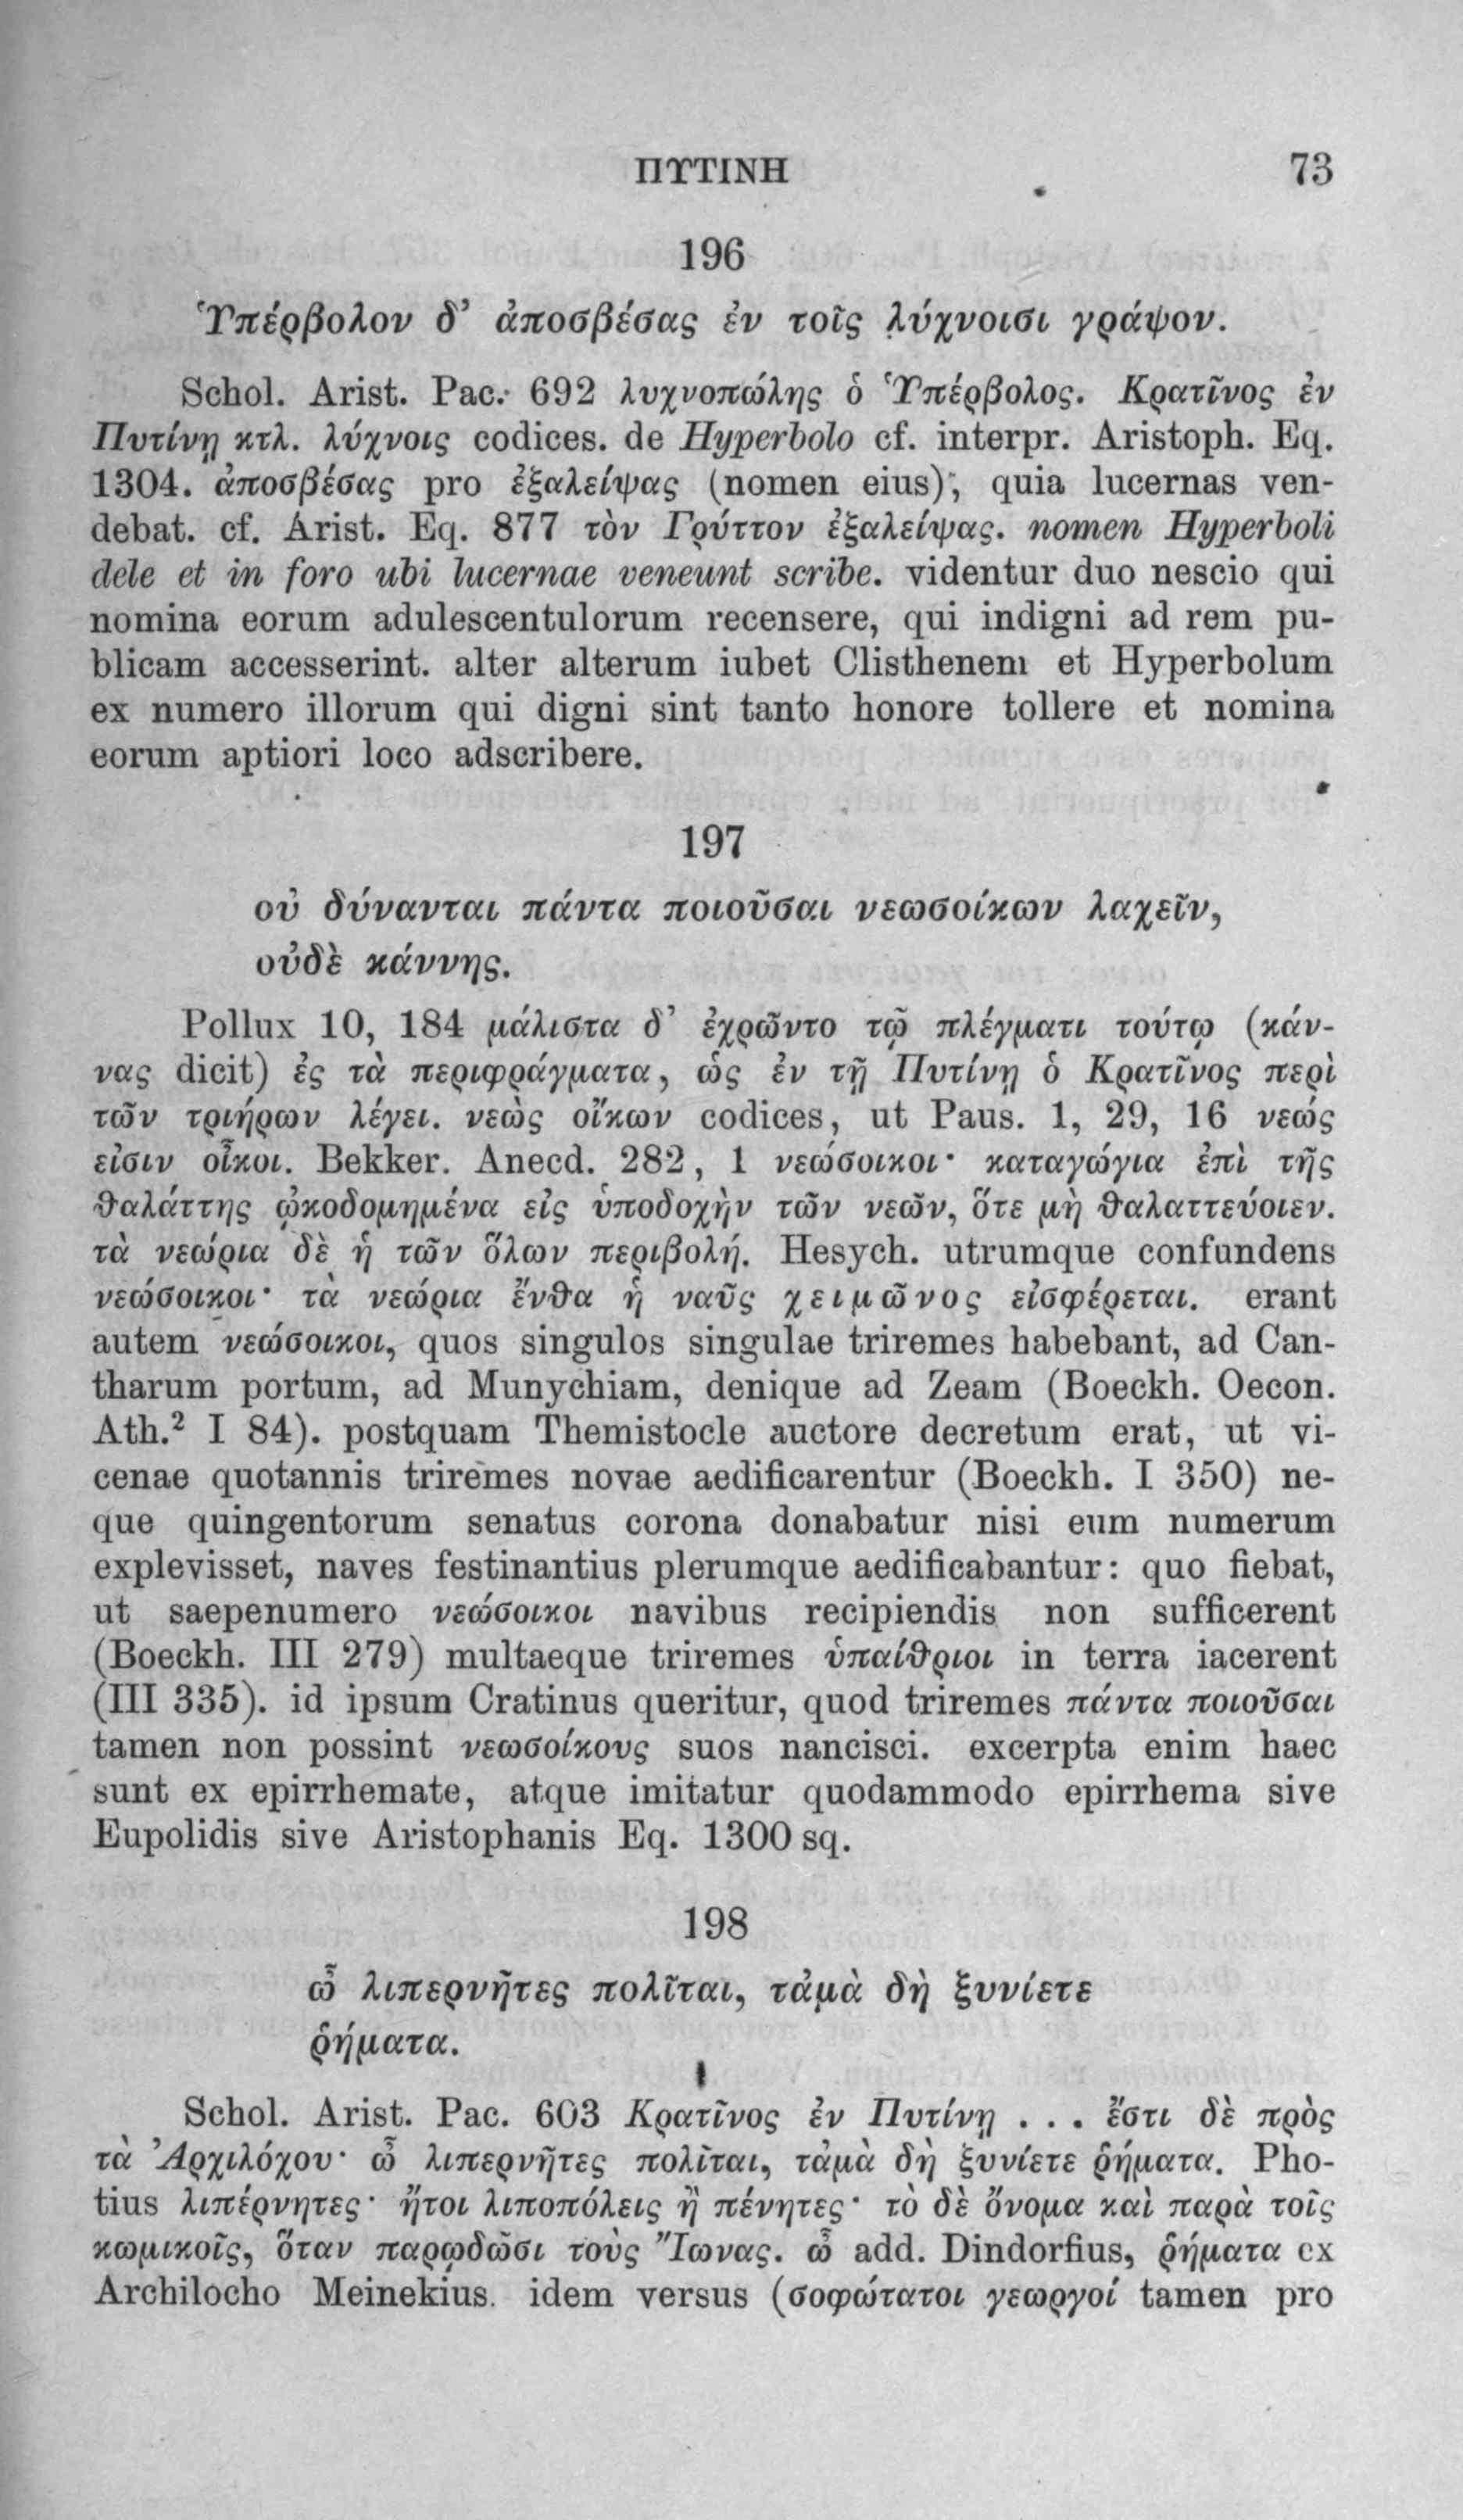 ΠΥΤΙΝΗ 73
196
Ὑπέρβολον δ’ ἀποσβέσας ἐν τοῖς λύχνοισι γράψον.
Schol. Arist. Pac. 692 λυχνοπώλης ὁ Ὑπέρβολος. Κρατῖνος ἐν
Πυτίνῃ κτλ. λύχνοις codices. de Hyperbolo cf. interpr. Aristoph. Eq.
1304. ἀποσβέσας pro ἐξαλείψας (nomen eius), quia lucernas ven-
debat. cf. Arist. Eq. 877 τὸν Γρύττον ἐξαλείψας. nomen Hyperboli
dele et in foro ubi lucernae veneunt scribe. videntur duo nescio qui
nomina eorum adulescentulorum recensere, qui indigni ad rem pu-
blicam accesserint. alter alterum iubet Clisthenem et Hyperbolum
ex numero illorum qui digni sint tanto honore tollere et nomina
eorum aptiori loco adscribere.
197
οὐ δύνανται πάντα ποιοῦσαι νεωσοίκων λαχεῖν,
οὐδὲ κάννης.
Pollux 10, 184 μάλιστα δ’ ἐχρῶντο τῷ πλέγματι τούτῳ (κάν-
νας dicit) ἐς τὰ περιφράγματα, ὡς ἐν τῇ Πυτίνῃ ὁ Κρατῖνος περὶ
τῶν τριήρων λέγει. νεὼς οἴκων codices, ut Paus. 1, 29, 16 νεώς
εἰσιν οἶκοι. Bekker. Anecd. 282, 1 νεώσοικοι· καταγώγια ἐπὶ τῆς
θαλάττης ᾠκοδομημένα εἰς ὑποδοχὴν τῶν νεῶν, ὅτε μὴ θαλαττεύοιεν.
τὰ νεώρια δὲ ἡ τῶν ὅλων περιβολή. Hesych. utrumque confundens
νεώσοικοι· τὰ νεώρια ἔνθα ἡ ναῦς χειμῶνος εἰσφέρεται. erant
autem νεώσοικοι, quos singulos singulae triremes habebant, ad Can-
tharum portum, ad Munychiam, denique ad Zeam (Boeckh. Oecon.
Ath.² I 84). postquam Themistocle auctore decretum erat, ut vi-
cenae quotannis triremes novae aedificarentur (Boeckh. I 350) ne-
que quingentorum senatus corona donabatur nisi eum numerum
explevisset, naves festinantius plerumque aedificabantur: quo fiebat,
ut saepenumero νεώσοικοι navibus recipiendis non sufficerent
(Boeckh. III 279) multaeque triremes ὑπαίθριοι in terra iacerent
(III 335). id ipsum Cratinus queritur, quod triremes πάντα ποιοῦσαι
tamen non possint νεωσοίκους suos nancisci. excerpta enim haec
sunt ex epirrhemate, atque imitatur quodammodo epirrhema sive
Eupolidis sive Aristophanis Eq. 1300 sq.
198
ὦ λιπερνῆτες πολῖται, τἀμὰ δὴ ξυνίετε
ῥήματα.
Schol. Arist. Pac. 603 Κρατῖνος ἐν Πυτίνῃ . . . ἔστι δὲ πρὸς
τὰ Ἀρχιλόχου· ὦ λιπερνῆτες πολῖται, τἀμὰ δὴ ξυνίετε ῥήματα. Pho-
tius λιπέρνητες· ἤτοι λιποπόλεις ἢ πένητες· τὸ δὲ ὄνομα καὶ παρὰ τοῖς
κωμικοῖς, ὅταν παρῳδῶσι τοὺς Ἴωνας. ὦ add. Dindorfius, ῥήματα ex
Archilocho Meinekius. idem versus (σοφώτατοι γεωργοί tamen pro